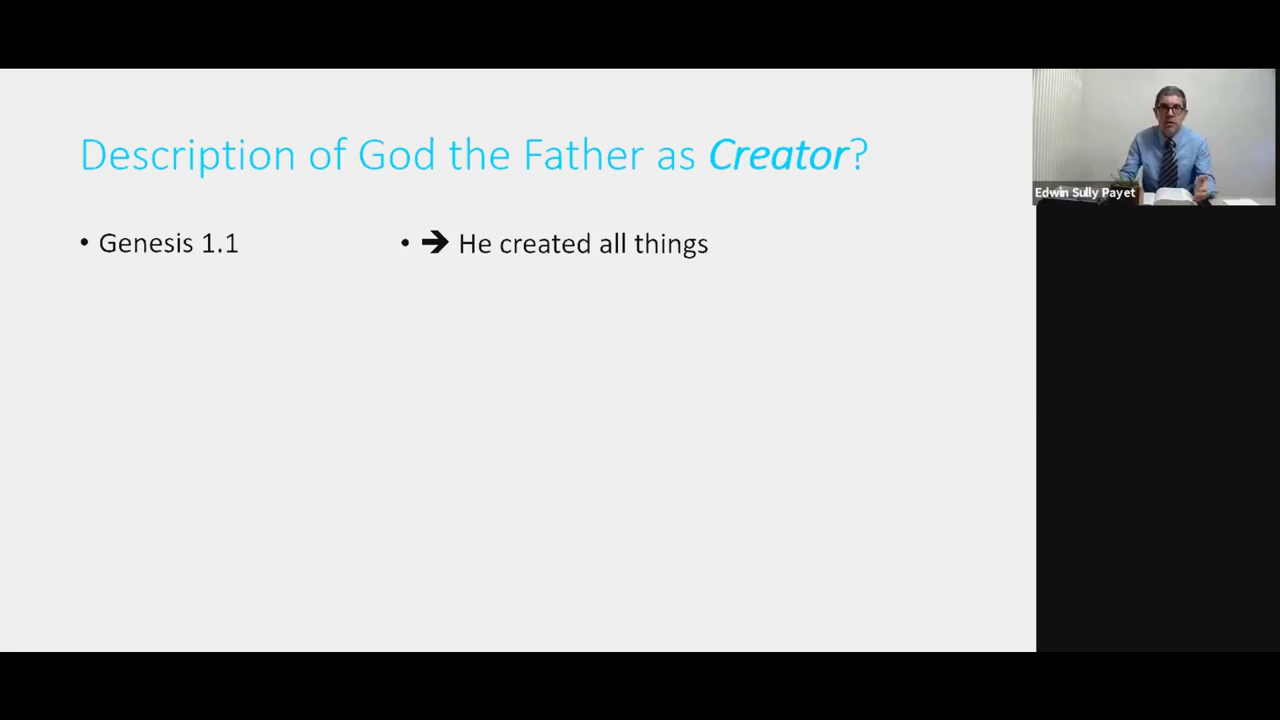 Description of God the Father as Creator?
• Genesis 1.1
• ➔ He created all things
Edwin Sully Payet